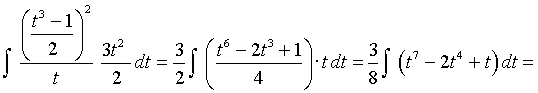 ∫ ((t³ − 1)/2)² / t · 3t²/2 dt = 3/2 ∫ ((t⁶ − 2t³ + 1)/4) · t dt = 3/8 ∫ (t⁷ − 2t⁴ + t) dt =